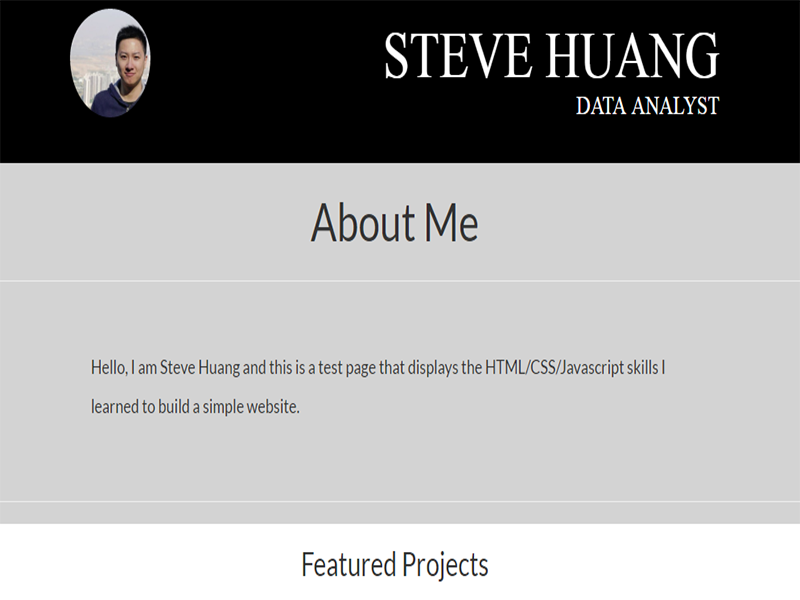 STEVE HUANG
DATA ANALYST
About Me
Hello, I am Steve Huang and this is a test page that displays the HTML/CSS/Javascript skills I
learned to build a simple website.
Featured Projects